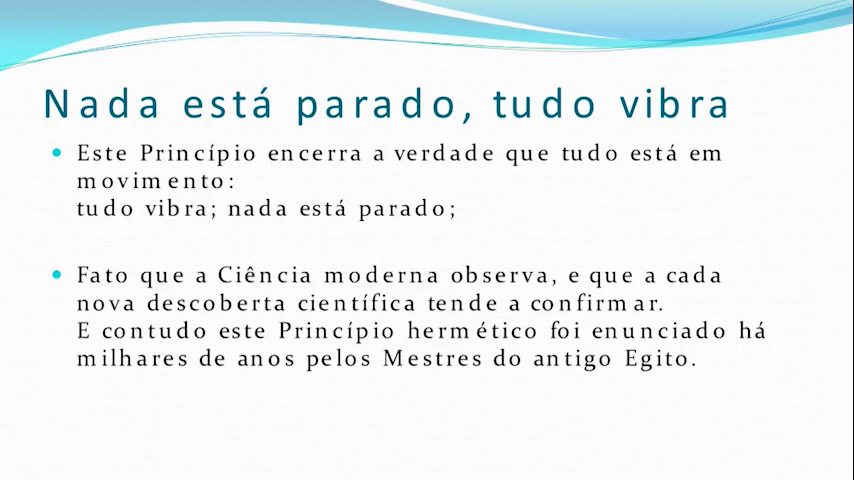 Nada está parado, tudo vibra
Este Princípio encerra a verdade que tudo está em
movimento:
tudo vibra; nada está parado;
Fato que a Ciência moderna observa, e que a cada
nova descoberta científica tende a confirmar.
E contudo este Princípio hermético foi enunciado há
milhares de anos pelos Mestres do antigo Egito.